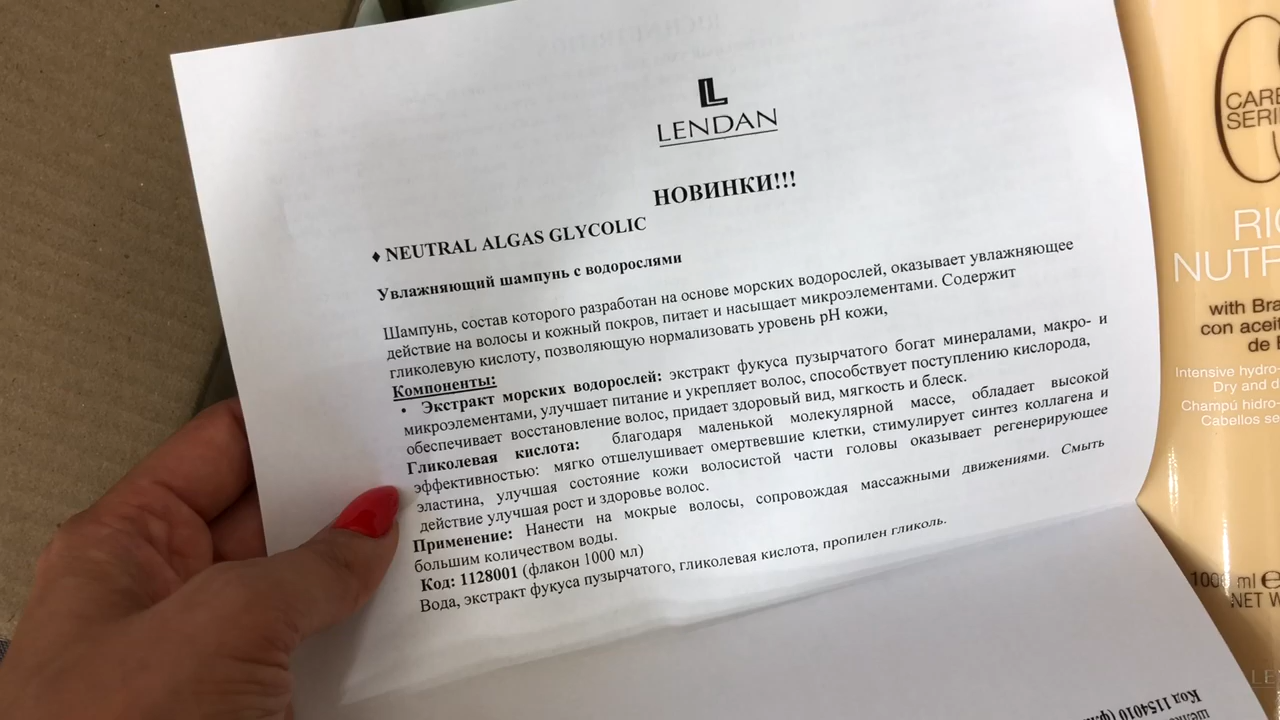 LENDAN
НОВИНКИ!!!
♦ NEUTRAL ALGAS GLYCOLIC
Увлажняющий шампунь с водорослями
Шампунь, состав которого разработан на основе морских водорослей, оказывает увлажняющее
действие на волосы и кожный покров, питает и насыщает микроэлементами. Содержит
гликолевую кислоту, позволяющую нормализовать уровень pH кожи,
Компоненты:
• Экстракт морских водорослей: экстракт фукуса пузырчатого богат минералами, макро- и
микроэлементами, улучшает питание и укрепляет волос, способствует поступлению кислорода,
обеспечивает восстановление волос, придает здоровый вид, мягкость и блеск.
Гликолевая кислота: благодаря маленькой молекулярной массе, обладает высокой
эффективностью: мягко отшелушивает омертвевшие клетки, стимулирует синтез коллагена и
эластина, улучшая состояние кожи волосистой части головы оказывает регенерирующее
действие улучшая рост и здоровье волос.
Применение: Нанести на мокрые волосы, сопровождая массажными движениями. Смыть
большим количеством воды.
Код: 1128001 (флакон 1000 мл)
Вода, экстракт фукуса пузырчатого, гликолевая кислота, пропилен гликоль.
Код 1154010
CARE
SERI
RI
NUTR
with Bra
con acei
de
Intensive hydro-
Dry and d
Champú hidro-
Cabellos se
ml e
NET W